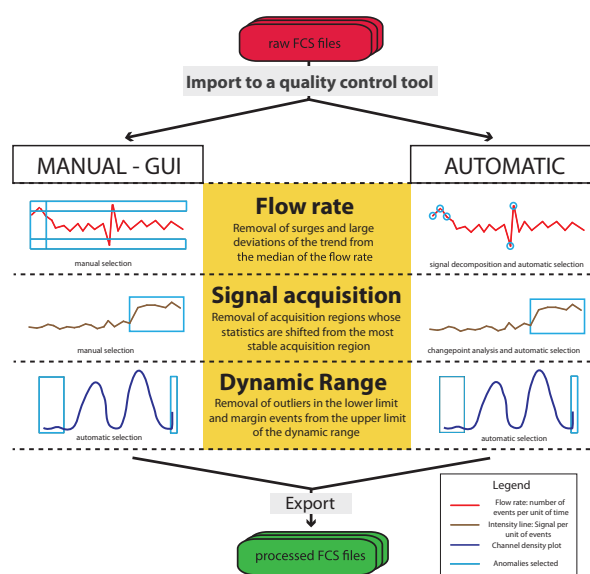 raw FCS files
Import to a quality control tool
MANUAL - GUI
AUTOMATIC
Flow rate
Removal of surges and large
deviations of the trend from
the median of the flow rate
manual selection
signal decomposition and automatic selection
Signal acquisition
Removal of acquisition regions whose
statistics are shifted from the most
stable acquisition region
manual selection
changepoint analysis and automatic selection
Dynamic Range
Removal of outliers in the lower limit
and margin events from the upper limit
of the dynamic range
automatic selection
automatic selection
Export
processed FCS files
Legend
Flow rate: number of
events per unit of time
Intensity line: Signal per
unit of events
Channel density plot
Anomalies selected